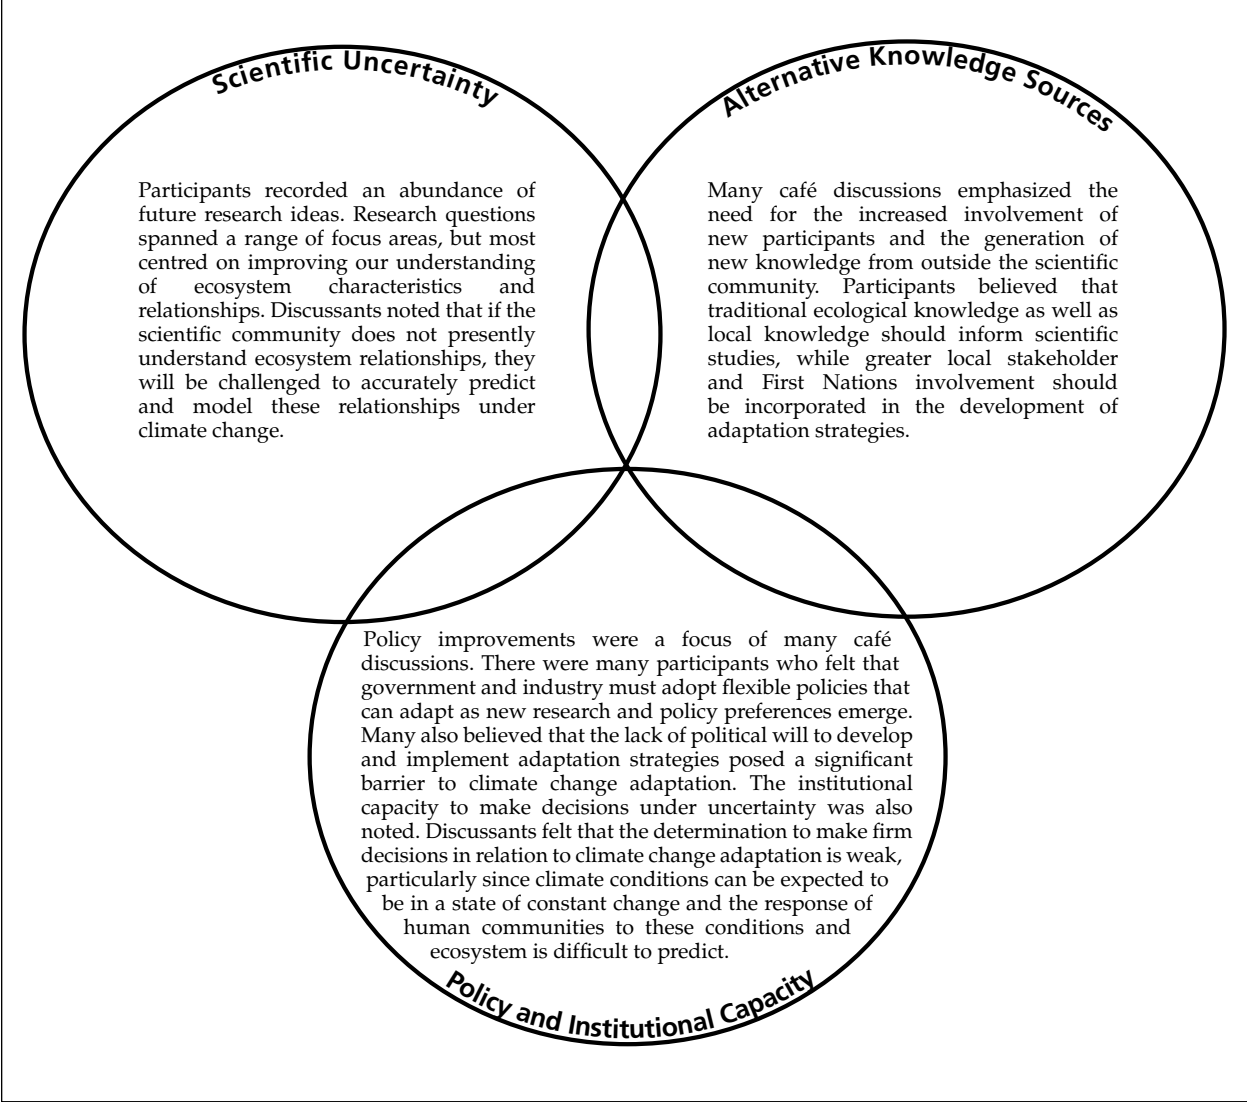 Scientific Uncertainty
Participants recorded an abundance of
future research ideas. Research questions
spanned a range of focus areas, but most
centred on improving our understanding
of ecosystem characteristics and
relationships. Discussants noted that if the
scientific community does not presently
understand ecosystem relationships, they
will be challenged to accurately predict
and model these relationships under
climate change.
Alternative Knowledge Sources
Many café discussions emphasized the
need for the increased involvement of
new participants and the generation of
new knowledge from outside the scientific
community. Participants believed that
traditional ecological knowledge as well as
local knowledge should inform scientific
studies, while greater local stakeholder
and First Nations involvement should
be incorporated in the development of
adaptation strategies.
Policy improvements were a focus of many café
discussions. There were many participants who felt that
government and industry must adopt flexible policies that
can adapt as new research and policy preferences emerge.
Many also believed that the lack of political will to develop
and implement adaptation strategies posed a significant
barrier to climate change adaptation. The institutional
capacity to make decisions under uncertainty was also
noted. Discussants felt that the determination to make firm
decisions in relation to climate change adaptation is weak,
particularly since climate conditions can be expected to
be in a state of constant change and the response of
human communities to these conditions and
ecosystem is difficult to predict.
Policy and Institutional Capacity